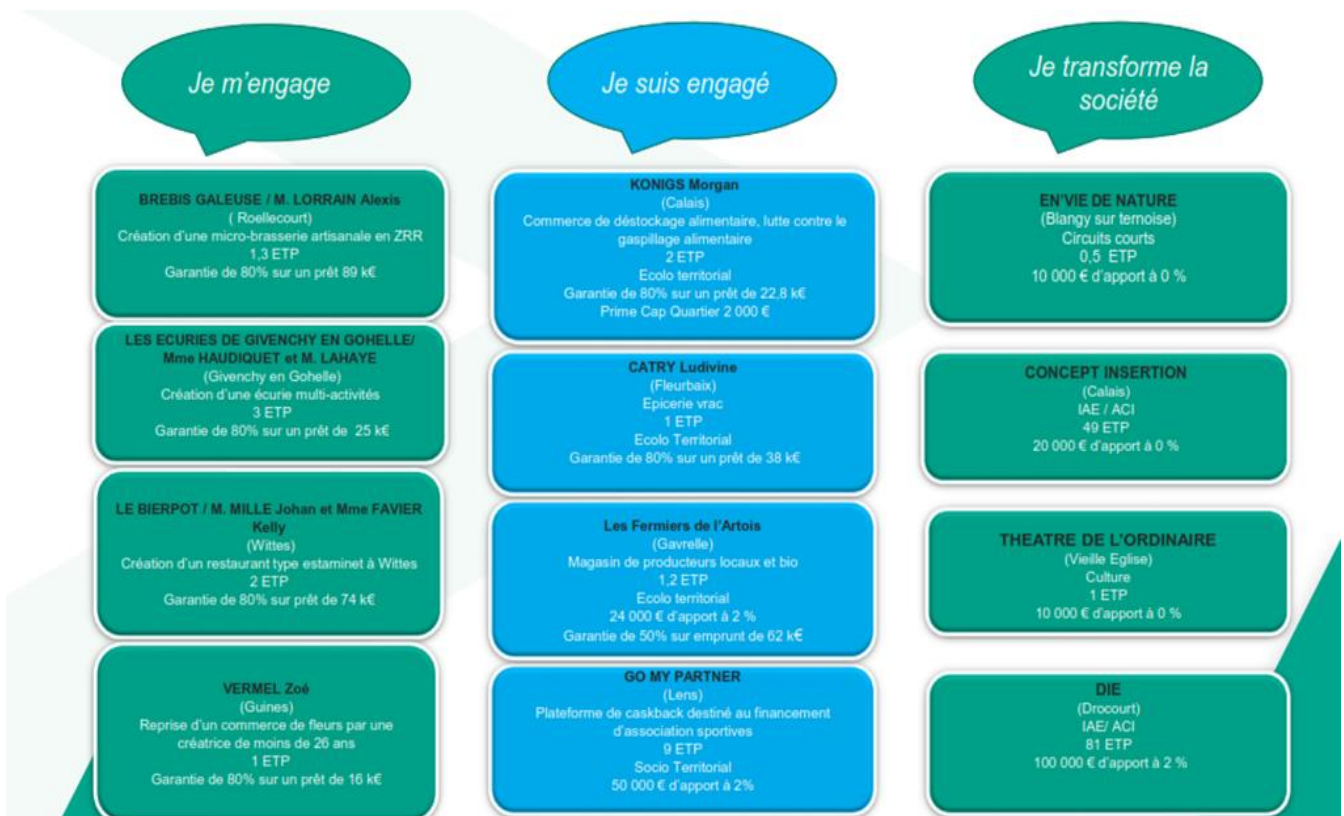 Je m'engage
BREBIS GALEUSE / M. LORRAIN Alexis
( Roellecourt)
Création d'une micro-brasserie artisanale en ZRR
1,3 ETP
Garantie de 80% sur un prêt 89 k€
LES ECURIES DE GIVENCHY EN GOHELLE/
Mme HAUDIQUET et M. LAHAYE
(Givenchy en Gohelle)
Création d'une écurie multi-activités
3 ETP
Garantie de 80% sur un prêt de 25 k€
LE BIERPOT / M. MILLE Johan et Mme FAVIER
Kelly
(Wittes)
Création d'un restaurant type estaminet à Wittes
2 ETP
Garantie de 80% sur prêt de 74 k€
VERMEL Zoé
(Guines)
Reprise d'un commerce de fleurs par une
créatrice de moins de 26 ans
1 ETP
Garantie de 80% sur un prêt de 16 k€
Je suis engagé
KONIGS Morgan
(Calais)
Commerce de déstockage alimentaire, lutte contre le
gaspillage alimentaire
2 ETP
Ecolo territorial
Garantie de 80% sur un prêt de 22,8 k€
Prime Cap Quartier 2 000 €
CATRY Ludivine
(Fleurbaix)
Epicerie vrac
1 ETP
Ecolo Territorial
Garantie de 80% sur un prêt de 38 k€
Les Fermiers de l'Artois
(Gavrelle)
Magasin de producteurs locaux et bio
1,2 ETP
Ecolo territorial
24 000 € d'apport à 2 %
Garantie de 50% sur emprunt de 62 k€
GO MY PARTNER
(Lens)
Plateforme de caskback destiné au financement
d'association sportives
9 ETP
Socio Territorial
50 000 € d'apport à 2%
Je transforme la
société
EN'VIE DE NATURE
(Blangy sur ternoise)
Circuits courts
0,5 ETP
10 000 € d'apport à 0 %
CONCEPT INSERTION
(Calais)
IAE / ACI
49 ETP
20 000 € d'apport à 0 %
THEATRE DE L'ORDINAIRE
(Vieille Eglise)
Culture
1 ETP
10 000 € d'apport à 0 %
DIE
(Drocourt)
IAE/ ACI
81 ETP
100 000 € d'apport à 2 %